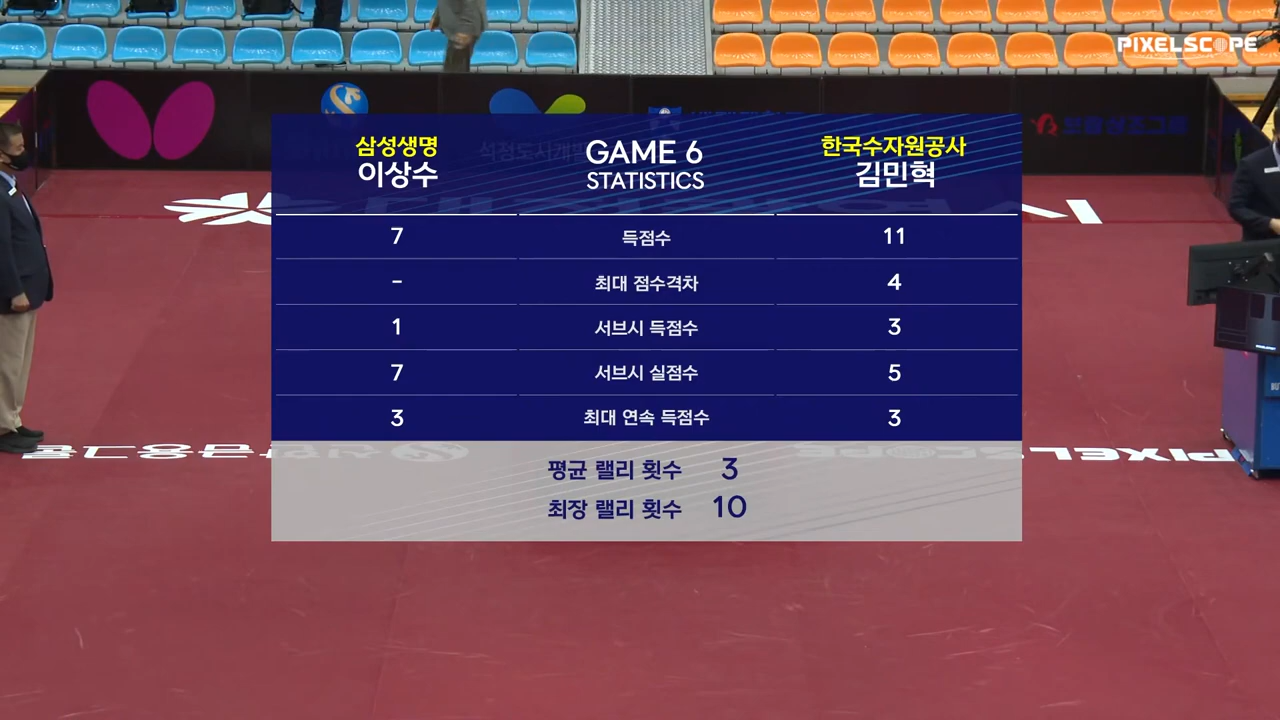 PIXELSCOPE
삼성생명
이상수
GAME 6
STATISTICS
한국수자원공사
김민혁
7 득점수 11
- 최대 점수격차 4
1 서브시 득점수 3
7 서브시 실점수 5
3 최대 연속 득점수 3
평균 랠리 횟수 3
최장 랠리 횟수 10
PIXELSCOPE